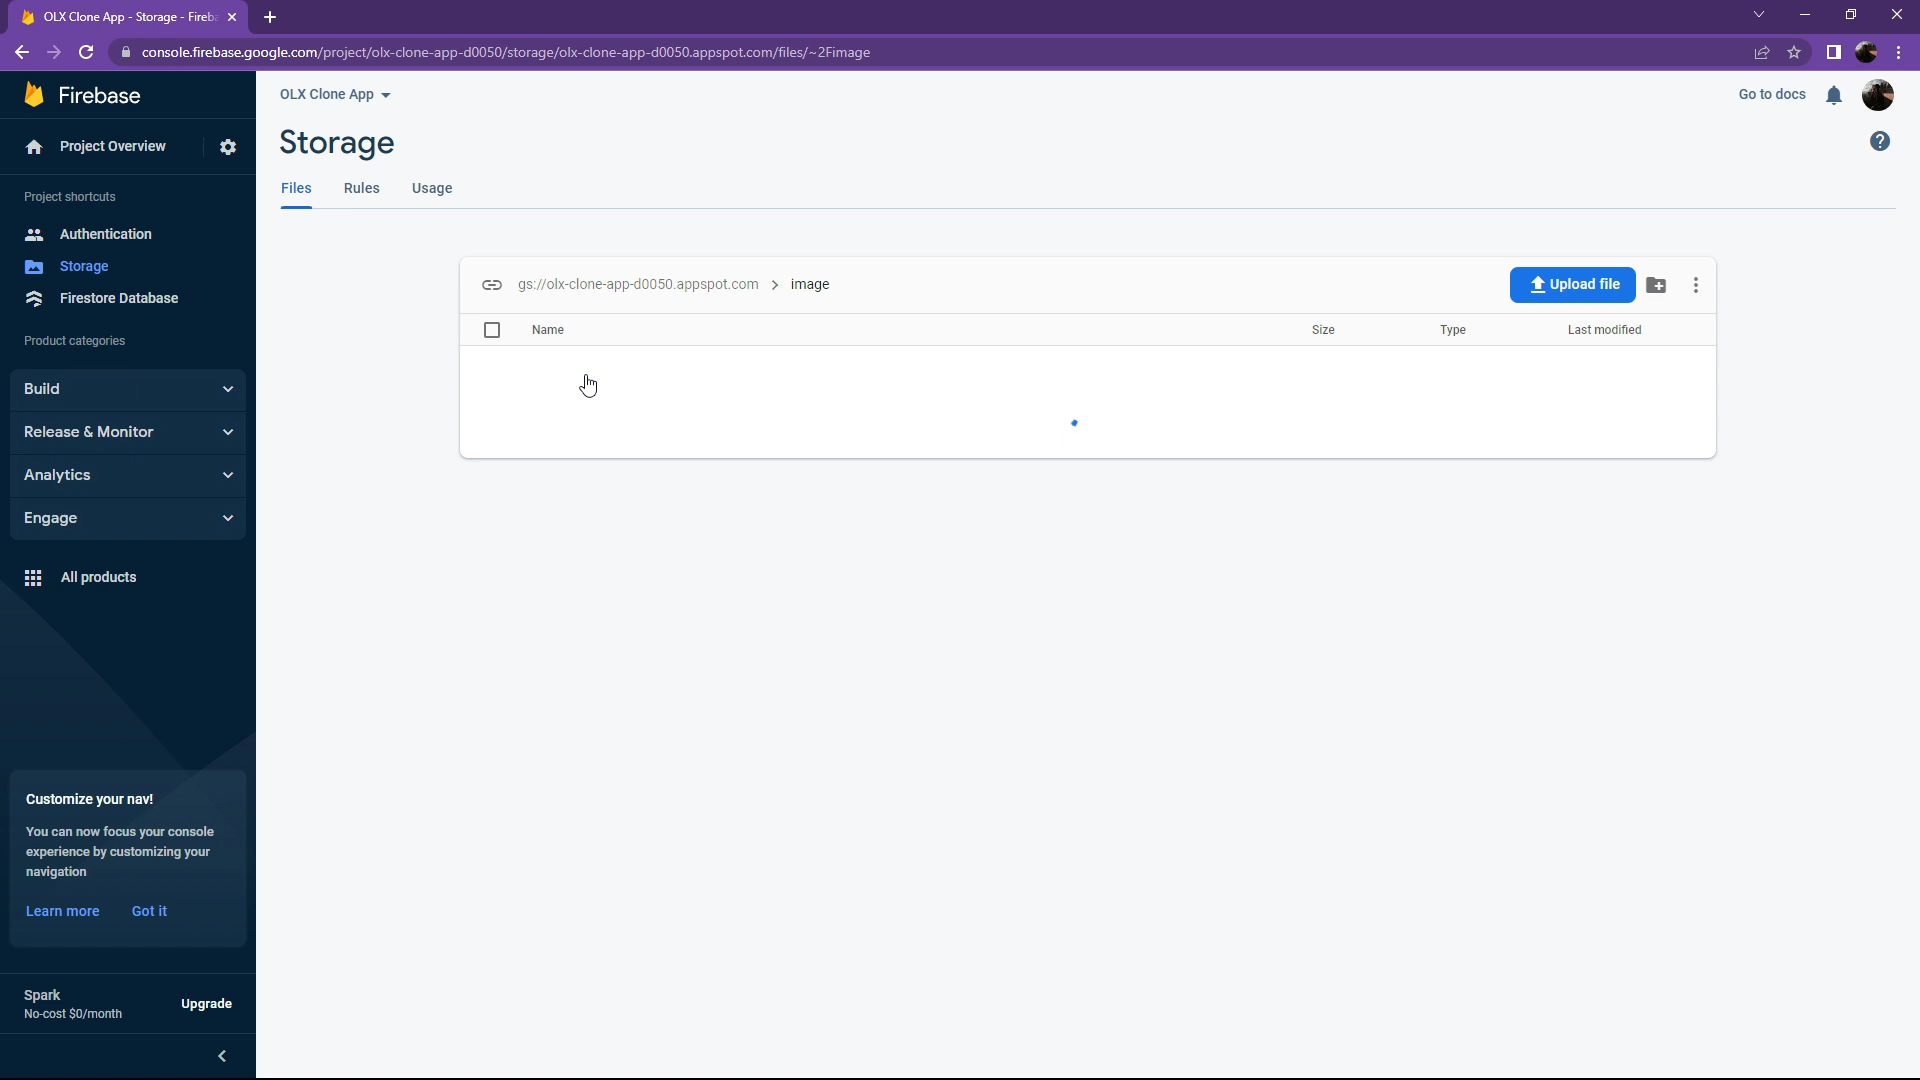 OLX Clone App - Storage - Fireba
console.firebase.google.com/project/olx-clone-app-d0050/storage/olx-clone-app-d0050.appspot.com/files/~2Fimage
Firebase
OLX Clone App
Go to docs
Project Overview
Storage
Files Rules Usage
Project shortcuts
Authentication
Storage
Firestore Database
gs://olx-clone-app-d0050.appspot.com > image
Upload file
Name Size Type Last modified
Product categories
Build
Release & Monitor
Analytics
Engage
All products
Customize your nav!
You can now focus your console
experience by customizing your
navigation
Learn more Got it
Spark
No-cost $0/month
Upgrade